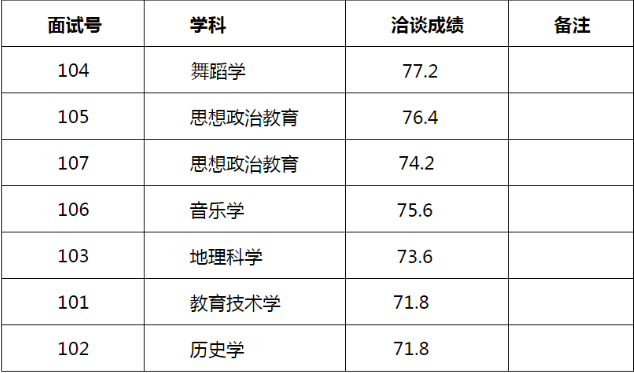 面试号 学科 洽谈成绩 备注
104 舞蹈学 77.2
105 思想政治教育 76.4
107 思想政治教育 74.2
106 音乐学 75.6
103 地理科学 73.6
101 教育技术学 71.8
102 历史学 71.8